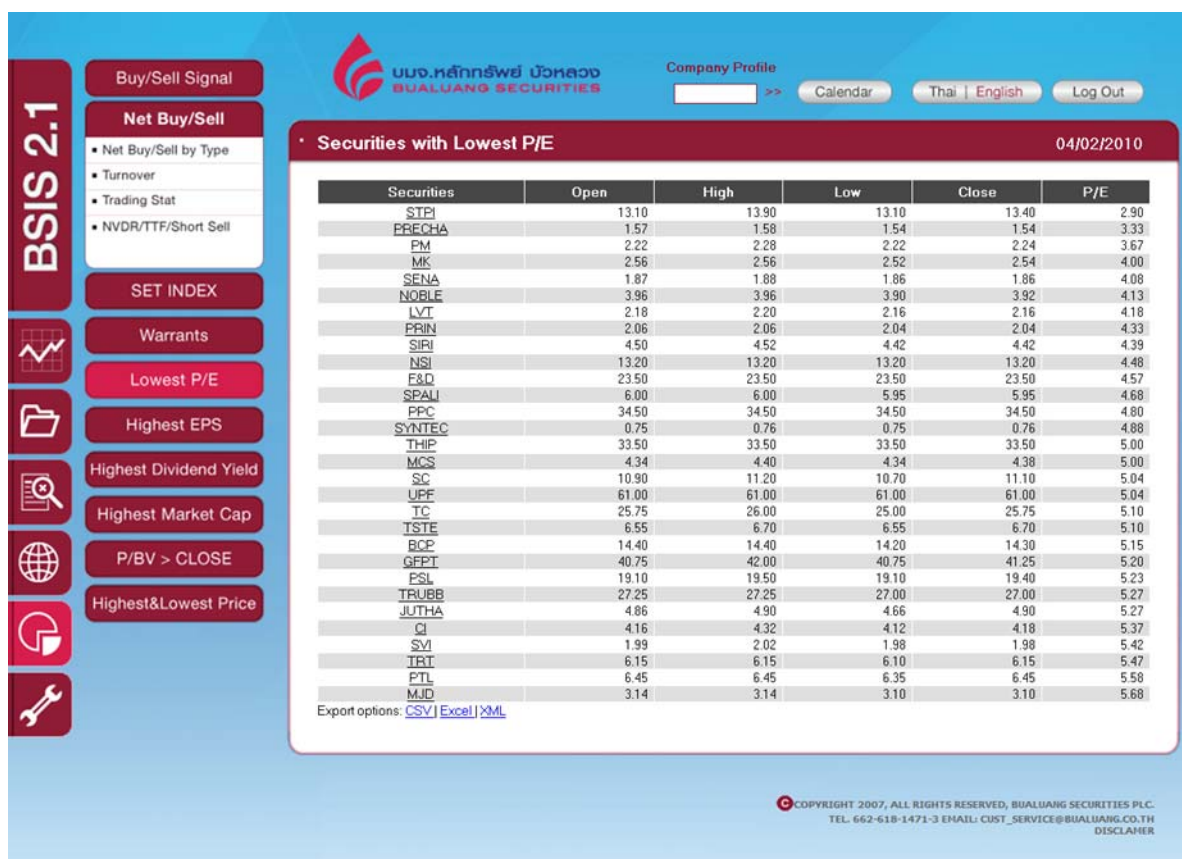 BSIS 2.1
Buy/Sell Signal
Net Buy/Sell
• Net Buy/Sell by Type
• Turnover
• Trading Stat
• NVDR/TTF/Short Sell
SET INDEX
Warrants
Lowest P/E
Highest EPS
Highest Dividend Yield
Highest Market Cap
P/BV > CLOSE
Highest&Lowest Price
บมจ.หลักทรัพย์ บัวหลวง
BUALUANG SECURITIES
Company Profile
>> Calendar Thai | English Log Out
• Securities with Lowest P/E 04/02/2010
Securities Open High Low Close P/E
STPI 13.10 13.90 13.10 13.40 2.90
PRECHA 1.57 1.58 1.54 1.54 3.33
PM 2.22 2.28 2.22 2.24 3.67
MK 2.56 2.56 2.52 2.54 4.00
SENA 1.87 1.88 1.86 1.86 4.08
NOBLE 3.96 3.96 3.90 3.92 4.13
LVT 2.18 2.20 2.16 2.16 4.18
PRIN 2.06 2.06 2.04 2.04 4.33
SIRI 4.50 4.52 4.42 4.42 4.39
NSI 13.20 13.20 13.20 13.20 4.48
F&D 23.50 23.50 23.50 23.50 4.57
SPALI 6.00 6.00 5.95 5.95 4.68
PPC 34.50 34.50 34.50 34.50 4.80
SYNTEC 0.75 0.76 0.75 0.76 4.88
THIP 33.50 33.50 33.50 33.50 5.00
MCS 4.34 4.40 4.34 4.38 5.00
SC 10.90 11.20 10.70 11.10 5.04
UPF 61.00 61.00 61.00 61.00 5.04
TC 25.75 26.00 25.00 25.75 5.10
TSTE 6.55 6.70 6.55 6.70 5.10
BCP 14.40 14.40 14.20 14.30 5.15
GFPT 40.75 42.00 40.75 41.25 5.20
PSL 19.10 19.50 19.10 19.40 5.23
TRUBB 27.25 27.25 27.00 27.00 5.27
JUTHA 4.86 4.90 4.66 4.90 5.27
CI 4.16 4.32 4.12 4.18 5.37
SVI 1.99 2.02 1.98 1.98 5.42
TRT 6.15 6.15 6.10 6.15 5.47
PTL 6.45 6.45 6.35 6.45 5.58
MJD 3.14 3.14 3.10 3.10 5.68
Export options: CSV | Excel | XML
C COPYRIGHT 2007, ALL RIGHTS RESERVED, BUALUANG SECURITIES PLC.
TEL. 662-618-1471-3 EMAIL: CUST_SERVICE@BUALUANG.CO.TH
DISCLAMER